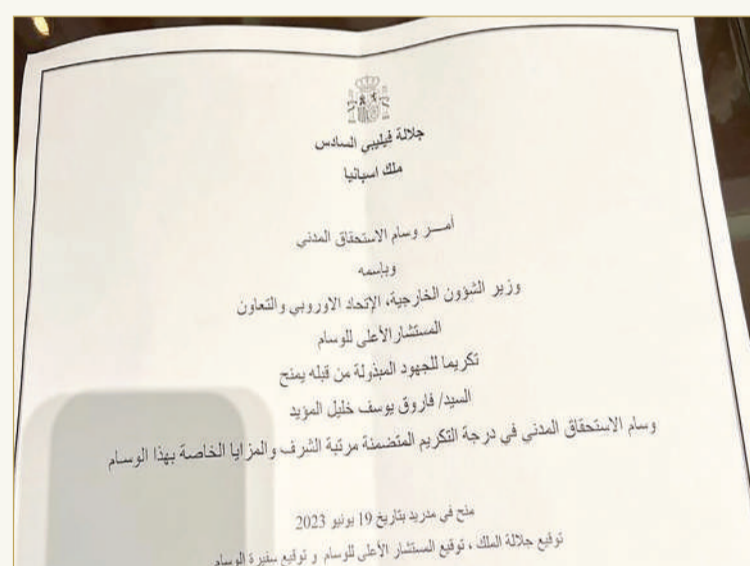 جلالة فيليبي السادس
ملك اسبانيا
أمــر وسام الاستحقاق المدني
وبإسمه
وزير الشؤون الخارجية، الإتحاد الاوروبي والتعاون
المستشار الأعلى للوسام
تكريما للجهود المبذولة من قبله يمنح
السيد/ فاروق يوسف خليل المؤيد
وسام الاستحقاق المدني في درجة التكريم المتضمنة مرتبة الشرف والمزايا الخاصة بهذا الوسـام
منح في مدريد بتاريخ 19 يونيو 2023
توقيع جلالة الملك ، توقيع المستشار الأعلى للوسام و توقيع سفيرة الوسام